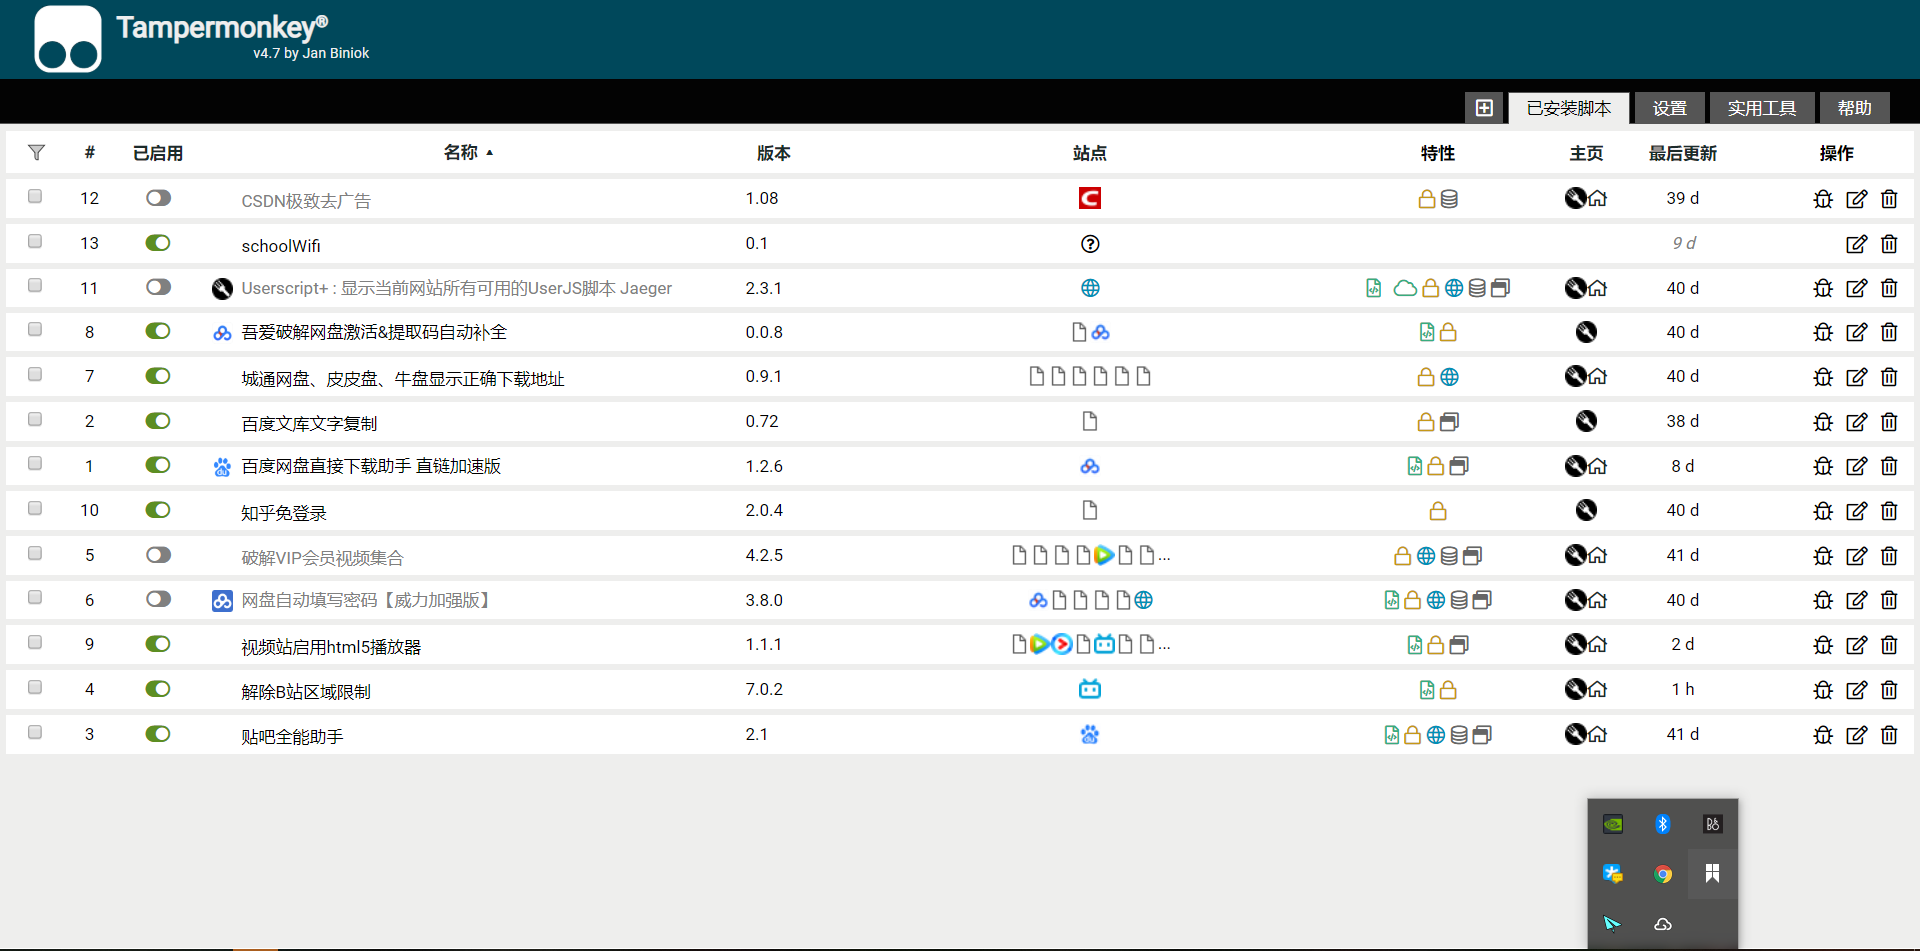 Tampermonkey®
v4.7 by Jan Biniok
已安装脚本 设置 实用工具 帮助
# 已启用 名称 ▲ 版本 站点 特性 主页 最后更新 操作
12 CSDN极致去广告 1.08 39 d
13 schoolWifi 0.1 9 d
11 Userscript+ : 显示当前网站所有可用的UserJS脚本 Jaeger 2.3.1 40 d
8 吾爱破解网盘激活&提取码自动补全 0.0.8 40 d
7 城通网盘、皮皮盘、牛盘显示正确下载地址 0.9.1 40 d
2 百度文库文字复制 0.72 38 d
1 百度网盘直接下载助手 直链加速版 1.2.6 8 d
10 知乎免登录 2.0.4 40 d
5 破解VIP会员视频集合 4.2.5 ... 41 d
6 网盘自动填写密码【威力加强版】 3.8.0 40 d
9 视频站启用html5播放器 1.1.1 ... 2 d
4 解除B站区域限制 7.0.2 1 h
3 贴吧全能助手 2.1 41 d